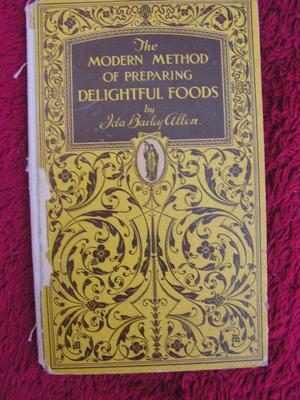 The
MODERN METHOD
OF PREPARING
DELIGHTFUL FOODS
by
Ida Bailey Allen